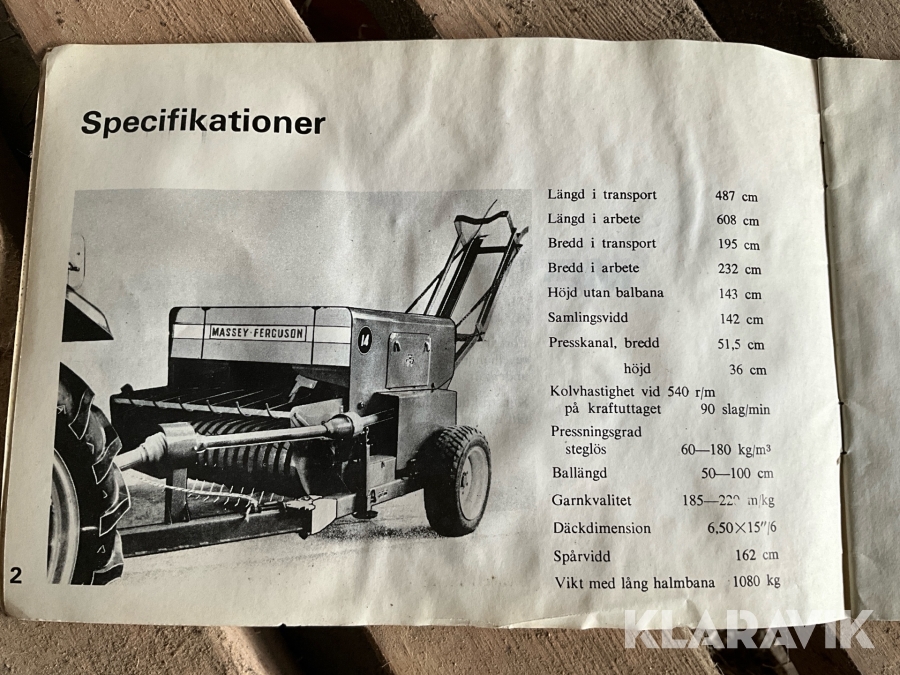 Specifikationer
MASSEY-FERGUSON
14
Längd i transport 487 cm
Längd i arbete 608 cm
Bredd i transport 195 cm
Bredd i arbete 232 cm
Höjd utan balbana 143 cm
Samlingsvidd 142 cm
Presskanal, bredd 51,5 cm
höjd 36 cm
Kolvhastighet vid 540 r/m
på kraftuttaget 90 slag/min
Pressningsgrad
steglös 60—180 kg/m³
Ballängd 50—100 cm
Garnkvalitet m/kg
Däckdimension 6,50×15″/6
Spårvidd 162 cm
Vikt med lång halmbana 1080 kg
2
KLARAVIK